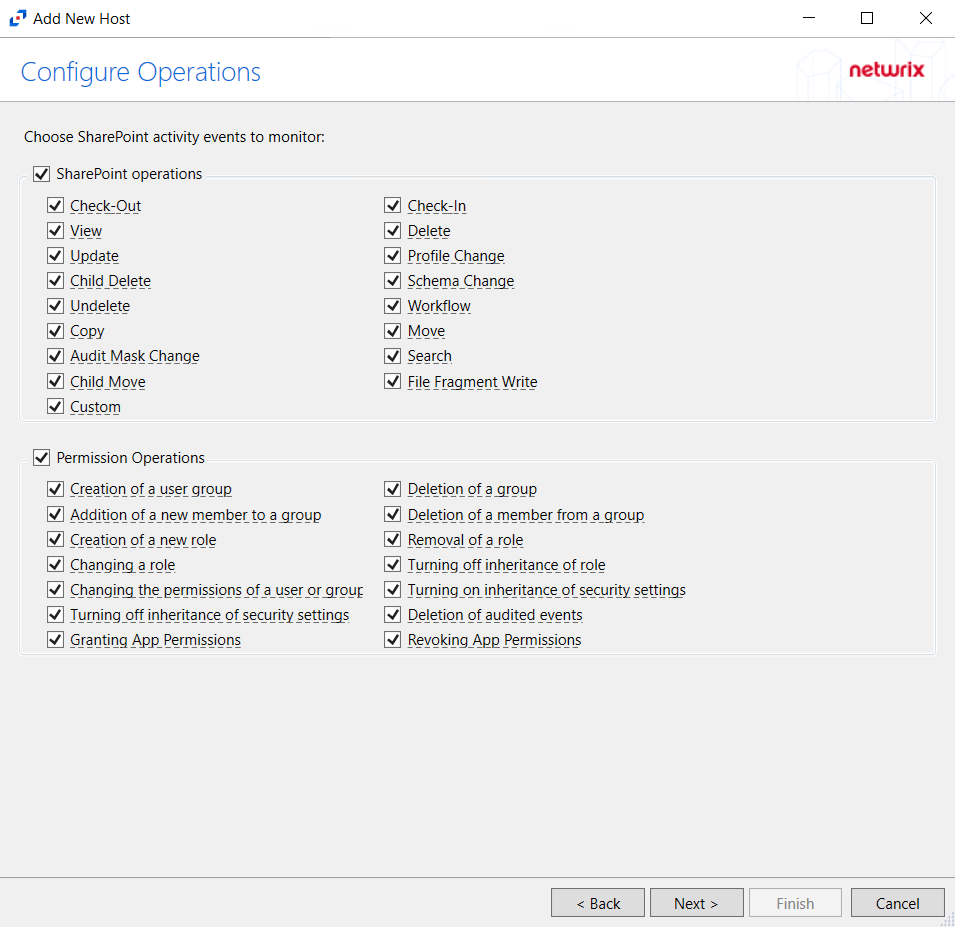 Add New Host
Configure Operations
netwrix
Choose SharePoint activity events to monitor:
SharePoint operations
Check-Out
Check-In
View
Delete
Update
Profile Change
Child Delete
Schema Change
Undelete
Workflow
Copy
Move
Audit Mask Change
Search
Child Move
File Fragment Write
Custom
Permission Operations
Creation of a user group
Deletion of a group
Addition of a new member to a group
Deletion of a member from a group
Creation of a new role
Removal of a role
Changing a role
Turning off inheritance of role
Changing the permissions of a user or group
Turning on inheritance of security settings
Turning off inheritance of security settings
Deletion of audited events
Granting App Permissions
Revoking App Permissions
< Back
Next >
Finish
Cancel